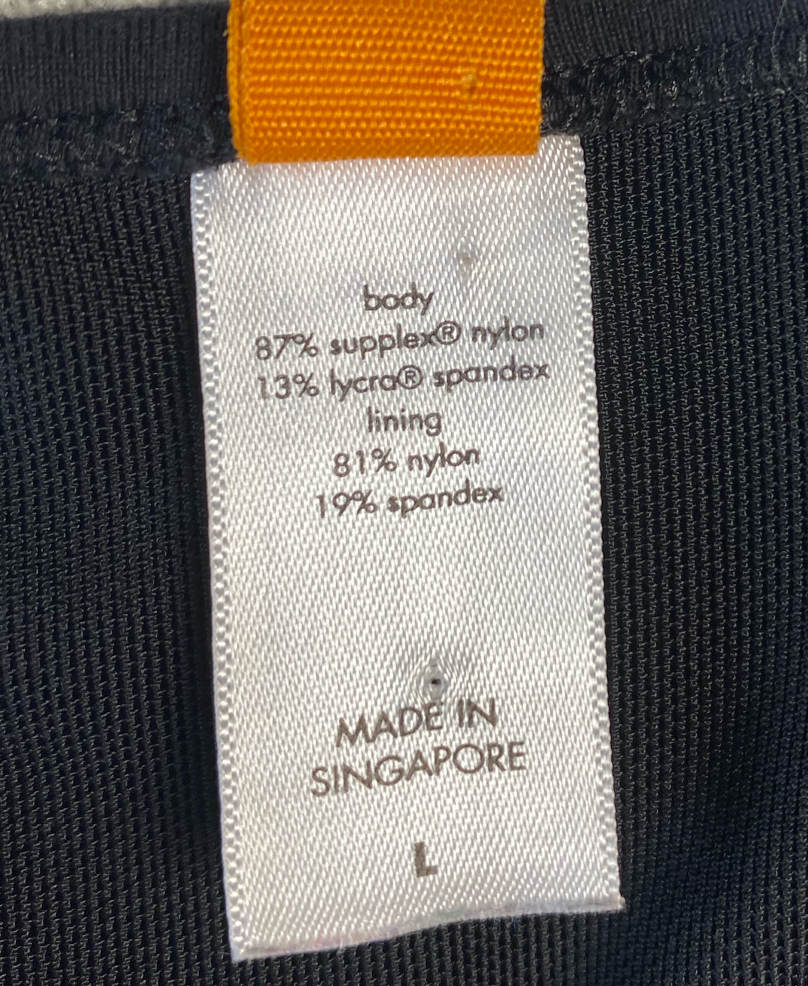 body
87% supplex® nylon
13% lycra® spandex
lining
81% nylon
19% spandex
MADE IN
SINGAPORE
L